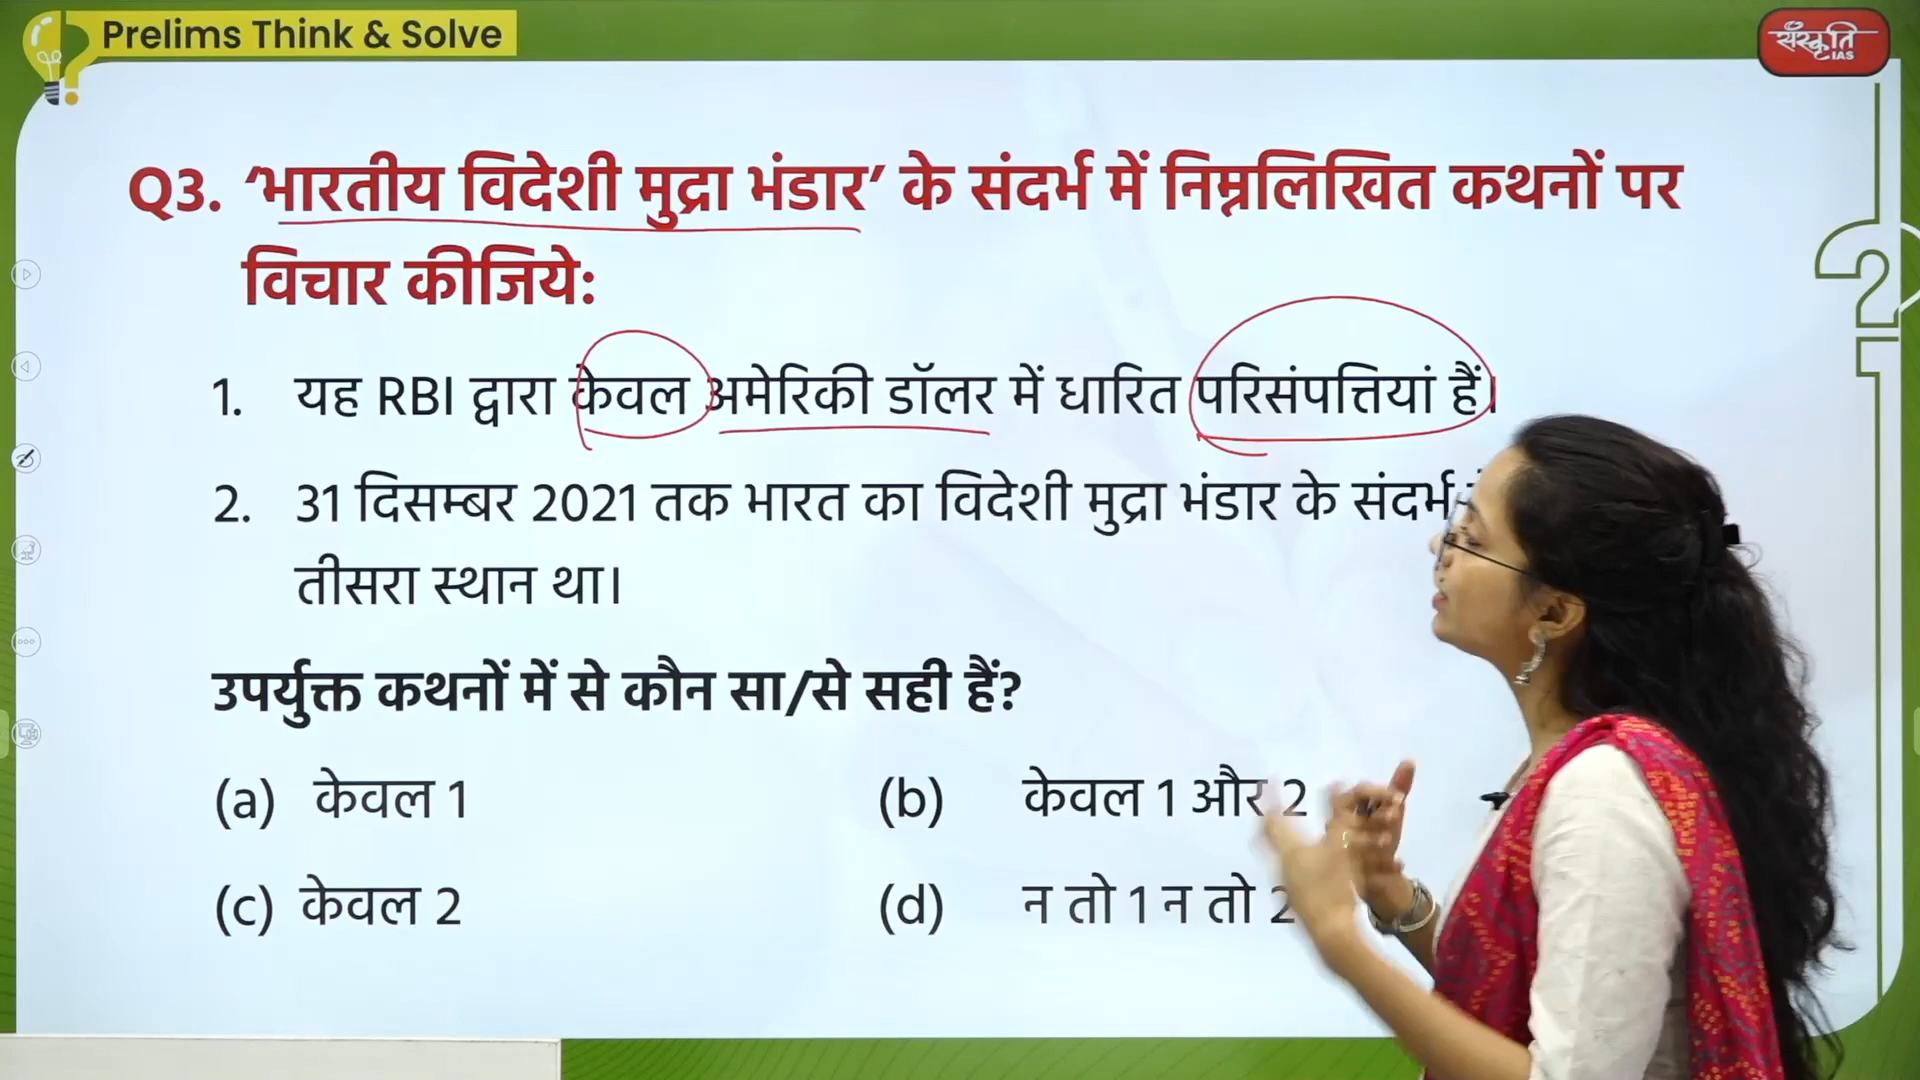 Prelims Think & Solve
संस्कृति
IAS
Q3. ‘भारतीय विदेशी मुद्रा भंडार’ के संदर्भ में निम्नलिखित कथनों पर
विचार कीजिये:
1. यह RBI द्वारा केवल अमेरिकी डॉलर में धारित परिसंपत्तियां हैं।
2. 31 दिसम्बर 2021 तक भारत का विदेशी मुद्रा भंडार के संदर्भ
तीसरा स्थान था।
उपर्युक्त कथनों में से कौन सा/से सही हैं?
(a) केवल 1
(b) केवल 1 और 2
(c) केवल 2
(d) न तो 1 न तो 2